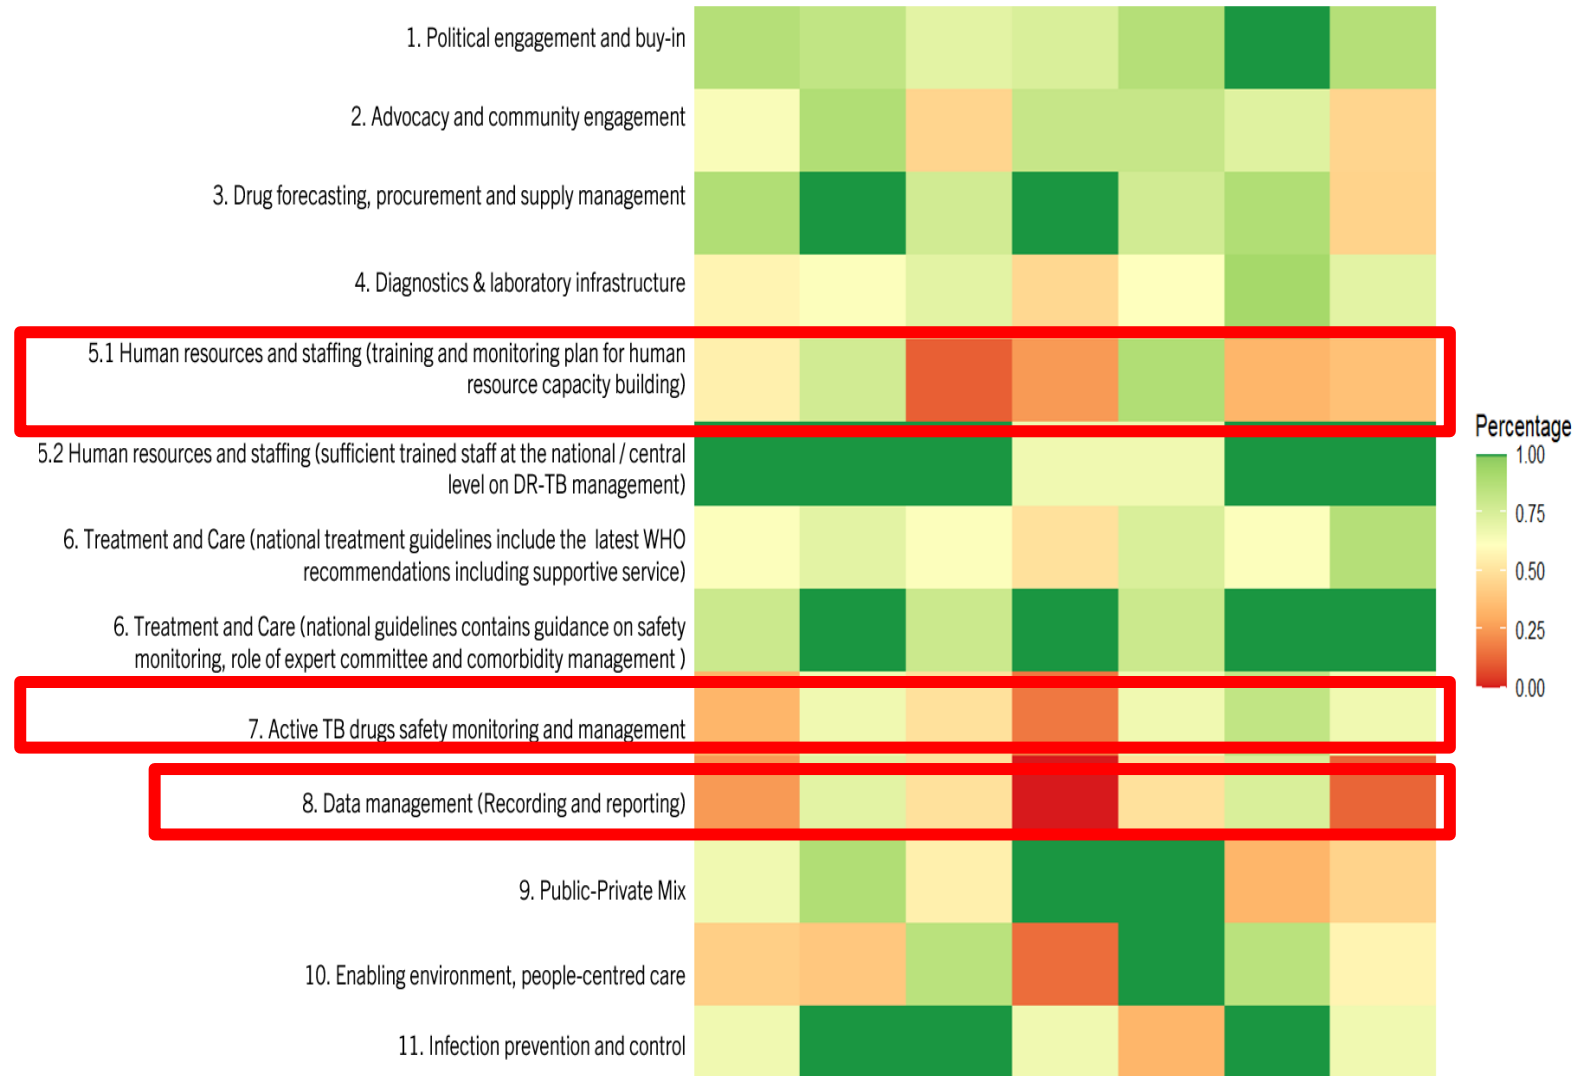 1. Political engagement and buy-in
2. Advocacy and community engagement
3. Drug forecasting, procurement and supply management
4. Diagnostics & laboratory infrastructure
5.1 Human resources and staffing (training and monitoring plan for human
resource capacity building)
5.2 Human resources and staffing (sufficient trained staff at the national / central
level on DR-TB management)
6. Treatment and Care (national treatment guidelines include the latest WHO
recommendations including supportive service)
6. Treatment and Care (national guidelines contains guidance on safety
monitoring, role of expert committee and comorbidity management )
7. Active TB drugs safety monitoring and management
8. Data management (Recording and reporting)
9. Public-Private Mix
10. Enabling environment, people-centred care
11. Infection prevention and control
Percentage
1.00
0.75
0.50
0.25
0.00